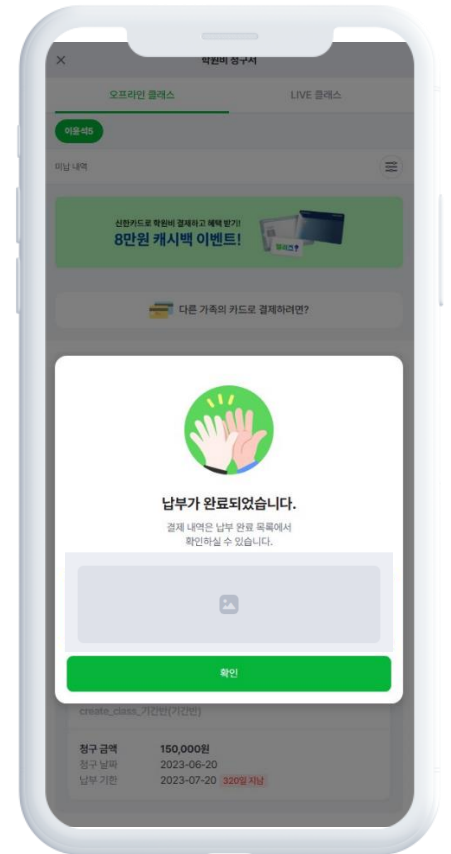 학원비 청구서
오프라인 클래스
LIVE 클래스
이윤석5
미납 내역
신한카드로 학원비 결제하고 혜택 받기!
8만원 캐시백 이벤트!
다른 가족의 카드로 결제하려면?
납부가 완료되었습니다.
결제 내역은 납부 완료 목록에서
확인하실 수 있습니다.
확인
create_class_기간반(기간반)
청구 금액 150,000원
청구 날짜 2023-06-20
납부 기한 2023-07-20 320일 지남